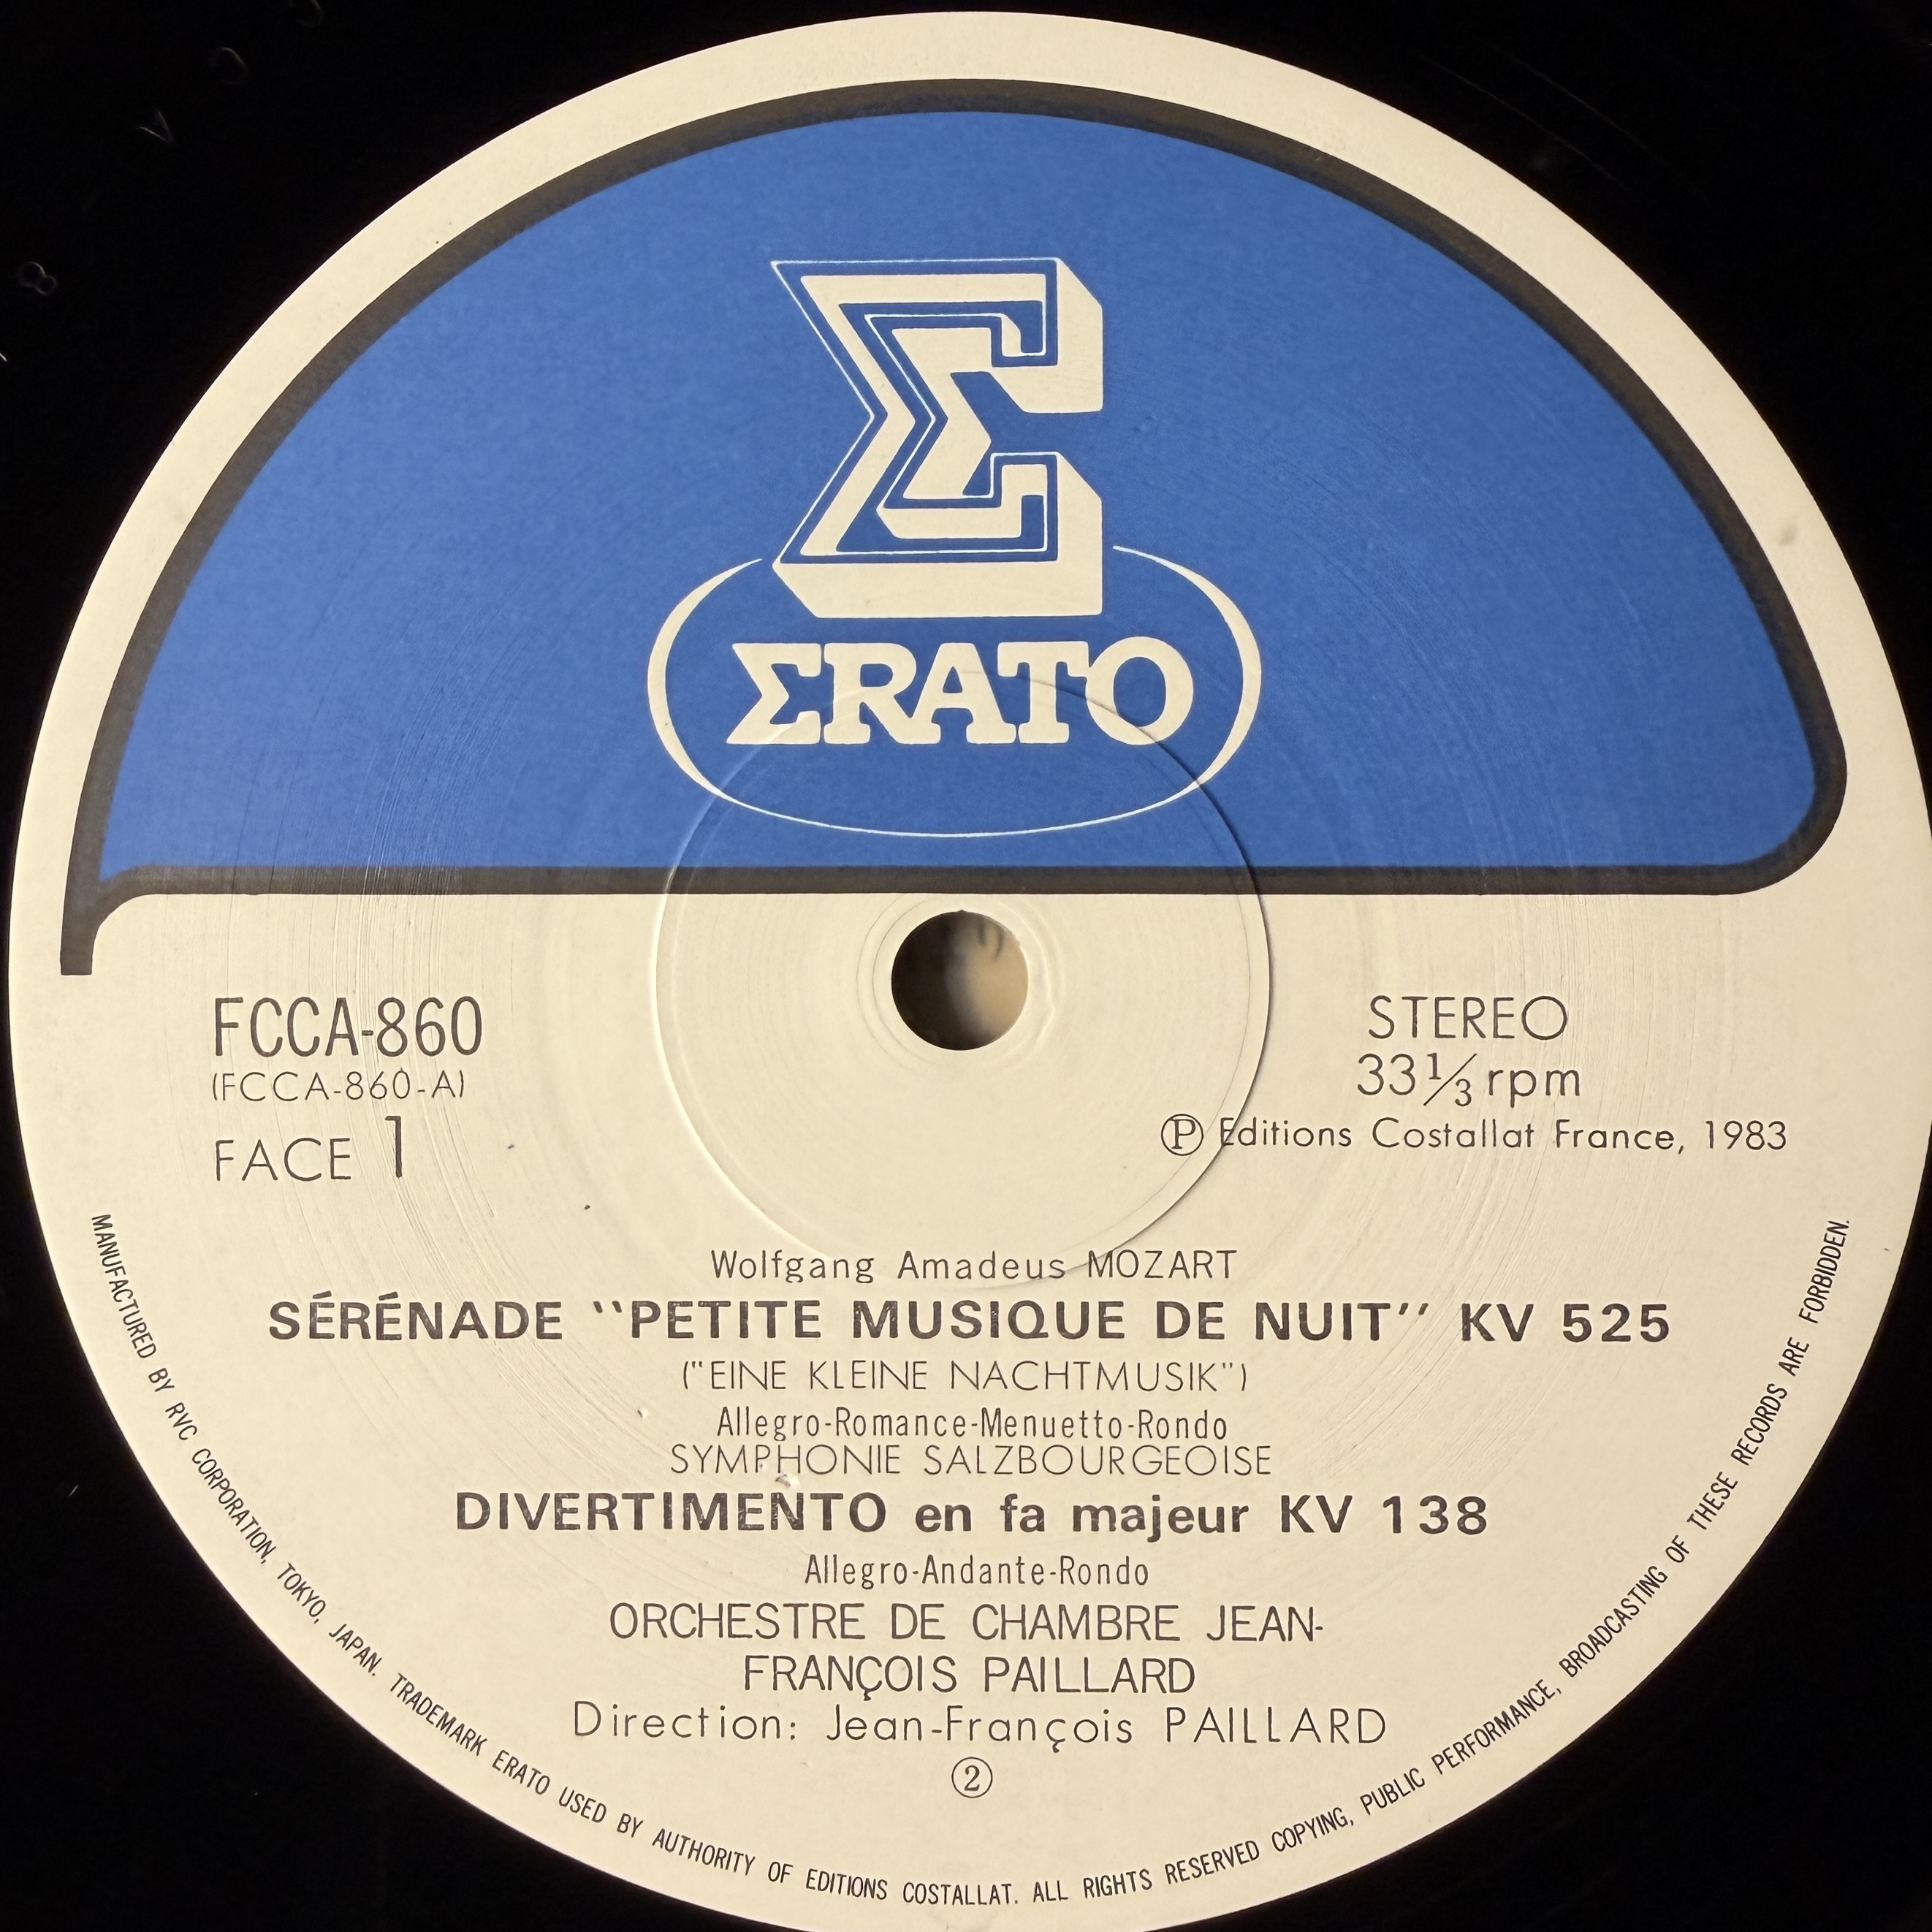 Σ
ΣRATO
FCCA-860
(FCCA-860-A)
FACE 1
STEREO
33⅓ rpm
Ⓟ Editions Costallat France, 1983
Wolfgang Amadeus MOZART
SÉRÉNADE "PETITE MUSIQUE DE NUIT" KV 525
("EINE KLEINE NACHTMUSIK")
Allegro-Romance-Menuetto-Rondo
SYMPHONIE SALZBOURGEOISE
DIVERTIMENTO en fa majeur KV 138
Allegro-Andante-Rondo
ORCHESTRE DE CHAMBRE JEAN-
FRANÇOIS PAILLARD
Direction: Jean-François PAILLARD
②
MANUFACTURED BY RVC CORPORATION, TOKYO, JAPAN. TRADEMARK ERATO USED BY AUTHORITY OF EDITIONS COSTALLAT. ALL RIGHTS RESERVED COPYING, PUBLIC PERFORMANCE, BROADCASTING OF THESE RECORDS ARE FORBIDDEN.